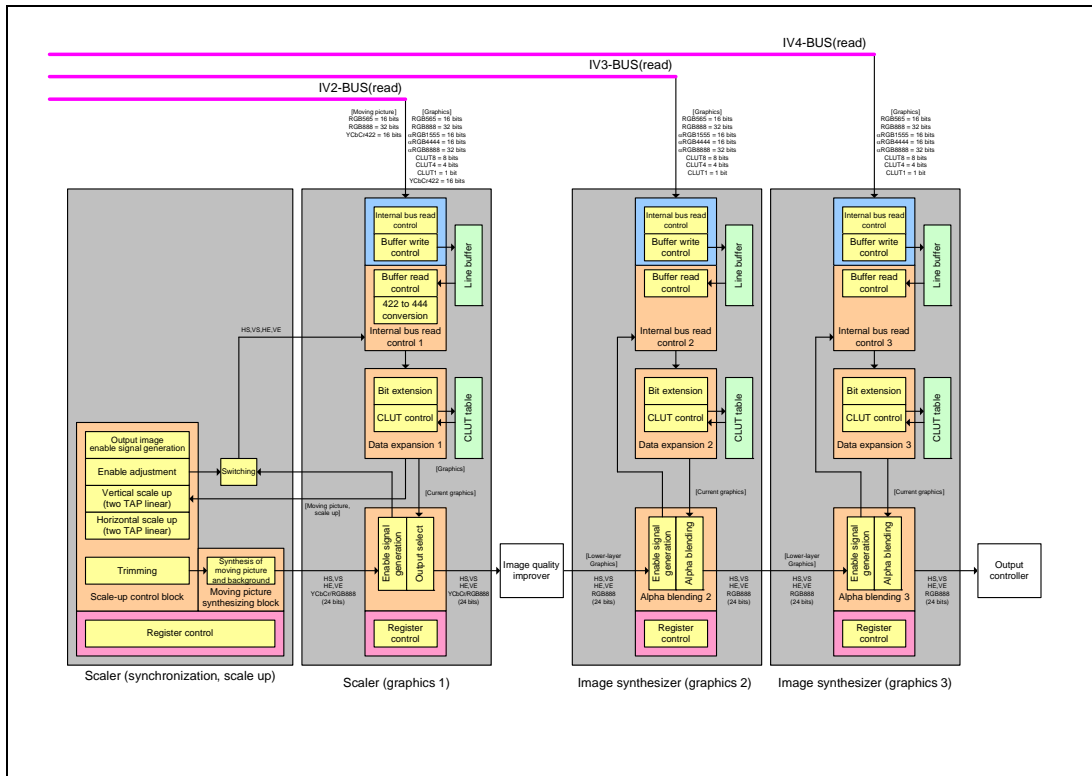 IV4-BUS(read)
IV3-BUS(read)
IV2-BUS(read)
[Moving picture]
RGB565 = 16 bits
RGB888 = 32 bits
YCbCr422 = 16 bits
[Graphics]
RGB565 = 16 bits
RGB888 = 32 bits
αRGB1555 = 16 bits
αRGB4444 = 16 bits
αRGB8888 = 32 bits
CLUT8 = 8 bits
CLUT4 = 4 bits
CLUT1 = 1 bit
YCbCr422 = 16 bits
[Graphics]
RGB565 = 16 bits
RGB888 = 32 bits
αRGB1555 = 16 bits
αRGB4444 = 16 bits
αRGB8888 = 32 bits
CLUT8 = 8 bits
CLUT4 = 4 bits
CLUT1 = 1 bit
[Graphics]
RGB565 = 16 bits
RGB888 = 32 bits
αRGB1555 = 16 bits
αRGB4444 = 16 bits
αRGB8888 = 32 bits
CLUT8 = 8 bits
CLUT4 = 4 bits
CLUT1 = 1 bit
Output image
enable signal generation
Enable adjustment
Vertical scale up
(two TAP linear)
Horizontal scale up
(two TAP linear)
Trimming
Scale-up control block
Synthesis of
moving picture
and background
Moving picture
synthesizing block
Register control
Switching
HS,VS,HE,VE
Scaler (synchronization, scale up)
Internal bus read
control
Buffer write
control
Line buffer
Buffer read
control
422 to 444
conversion
Internal bus read
control 1
Bit extension
CLUT control
CLUT table
Data expansion 1
[Graphics]
[Current graphics]
[Moving picture,
scale up]
Enable signal
generation
Output select
HS,VS
HE,VE
YCbCr/RGB888
(24 bits)
HS,VS
HE,VE
YCbCr/RGB888
(24 bits)
Register
control
Scaler (graphics 1)
Image quality
improver
Internal bus read
control
Buffer write
control
Line buffer
Buffer read
control
Internal bus read
control 2
Bit extension
CLUT control
CLUT table
Data expansion 2
[Current graphics]
[Lower-layer
Graphics]
HS,VS
HE,VE
RGB888
(24 bits)
Enable signal
generation
Alpha blending
Alpha blending 2
HS,VS
HE,VE
RGB888
(24 bits)
Register
control
Image synthesizer (graphics 2)
Internal bus read
control
Buffer write
control
Line buffer
Buffer read
control
Internal bus read
control 3
Bit extension
CLUT control
CLUT table
Data expansion 3
[Current graphics]
[Lower-layer
Graphics]
HS,VS
HE,VE
RGB888
(24 bits)
Enable signal
generation
Alpha blending
Alpha blending 3
HS,VS
HE,VE
RGB888
(24 bits)
Register
control
Image synthesizer (graphics 3)
Output
controller